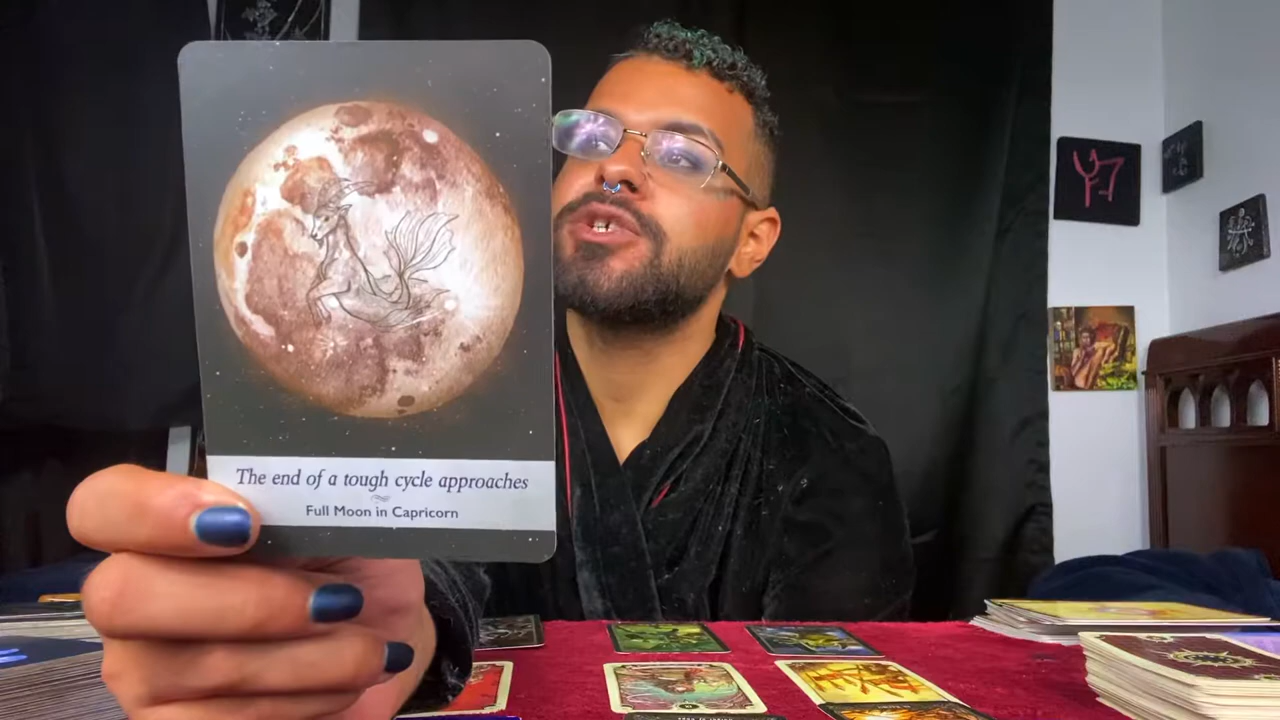 The end of a tough cycle approaches
Full Moon in Capricorn